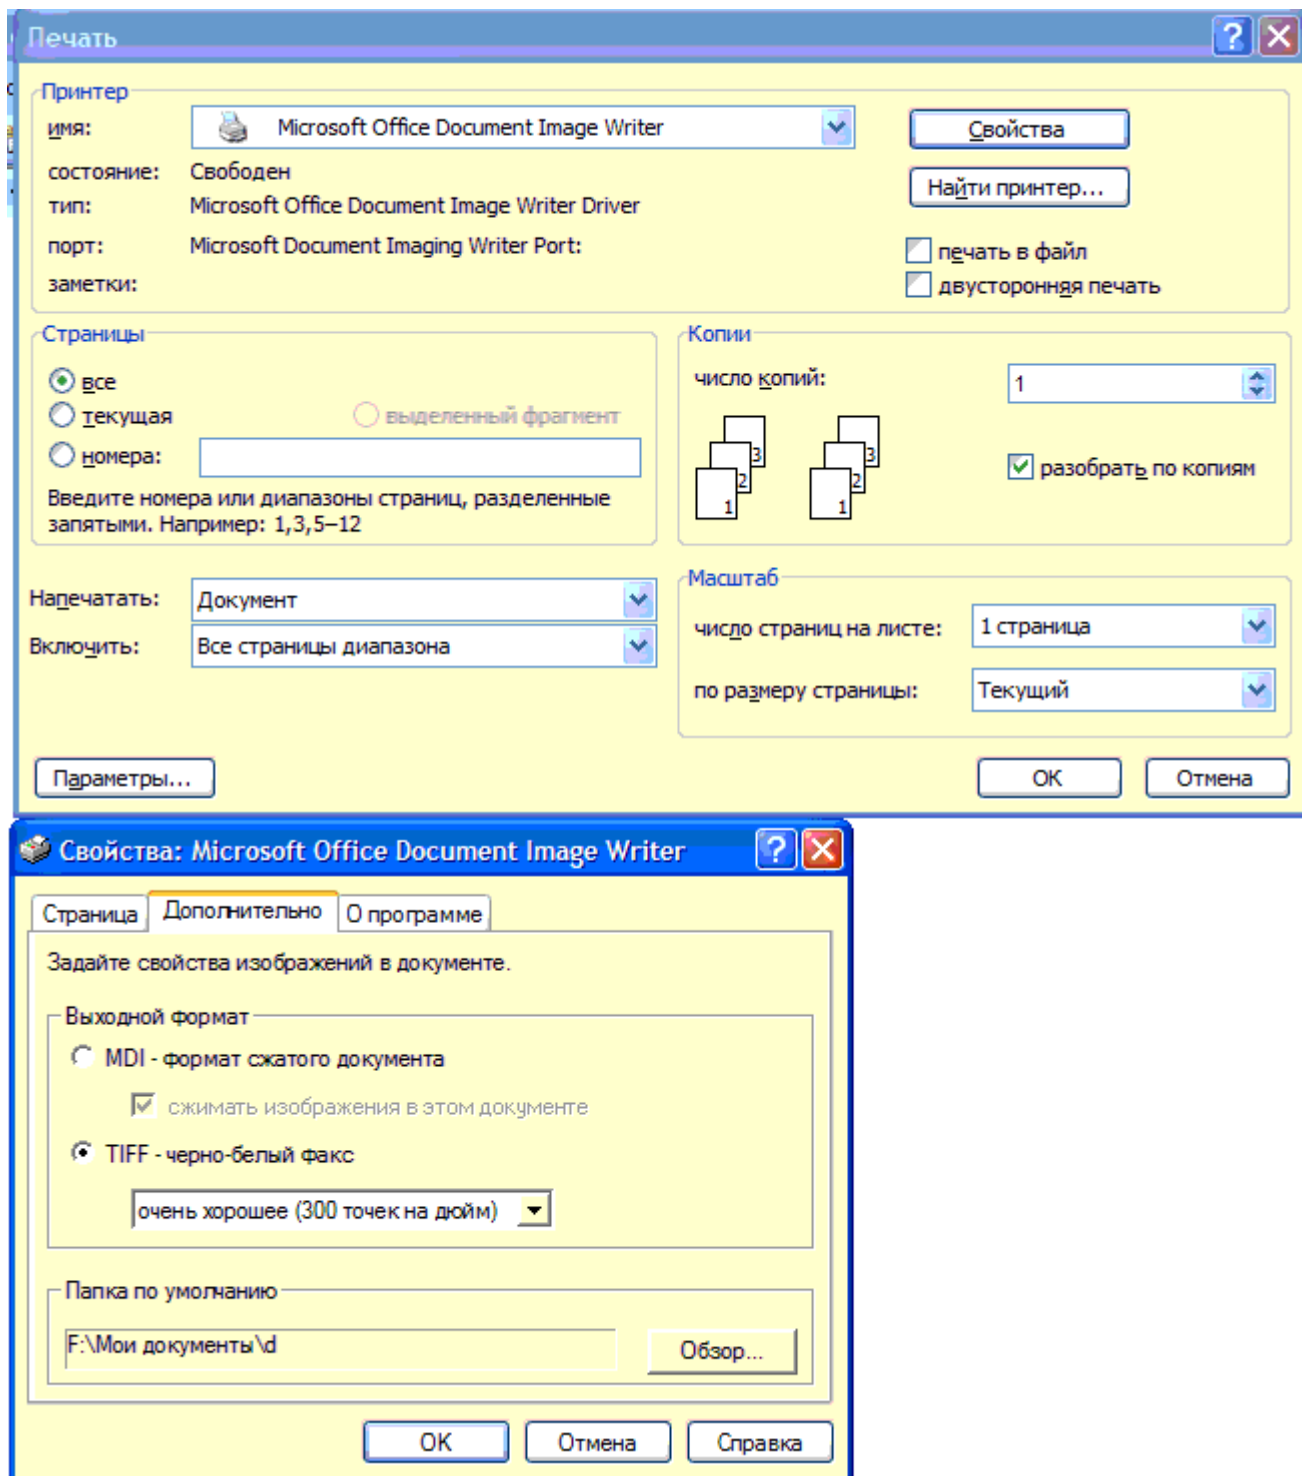 Печать
Принтер
имя: Microsoft Office Document Image Writer Свойства
состояние: Свободен Найти принтер...
тип: Microsoft Office Document Image Writer Driver
порт: Microsoft Document Imaging Writer Port: печать в файл
заметки: двусторонняя печать
Страницы
все
текущая выделенный фрагмент
номера:
Введите номера или диапазоны страниц, разделенные
запятыми. Например: 1,3,5–12
Копии
число копий: 1
3 3
2 2
1 1
разобрать по копиям
Напечатать: Документ
Включить: Все страницы диапазона
Масштаб
число страниц на листе: 1 страница
по размеру страницы: Текущий
Параметры... ОК Отмена
Свойства: Microsoft Office Document Image Writer
Страница Дополнительно О программе
Задайте свойства изображений в документе.
Выходной формат
MDI - формат сжатого документа
сжимать изображения в этом документе
TIFF - черно-белый факс
очень хорошее (300 точек на дюйм)
Папка по умолчанию
F:\Мои документы\d Обзор...
ОК Отмена Справка